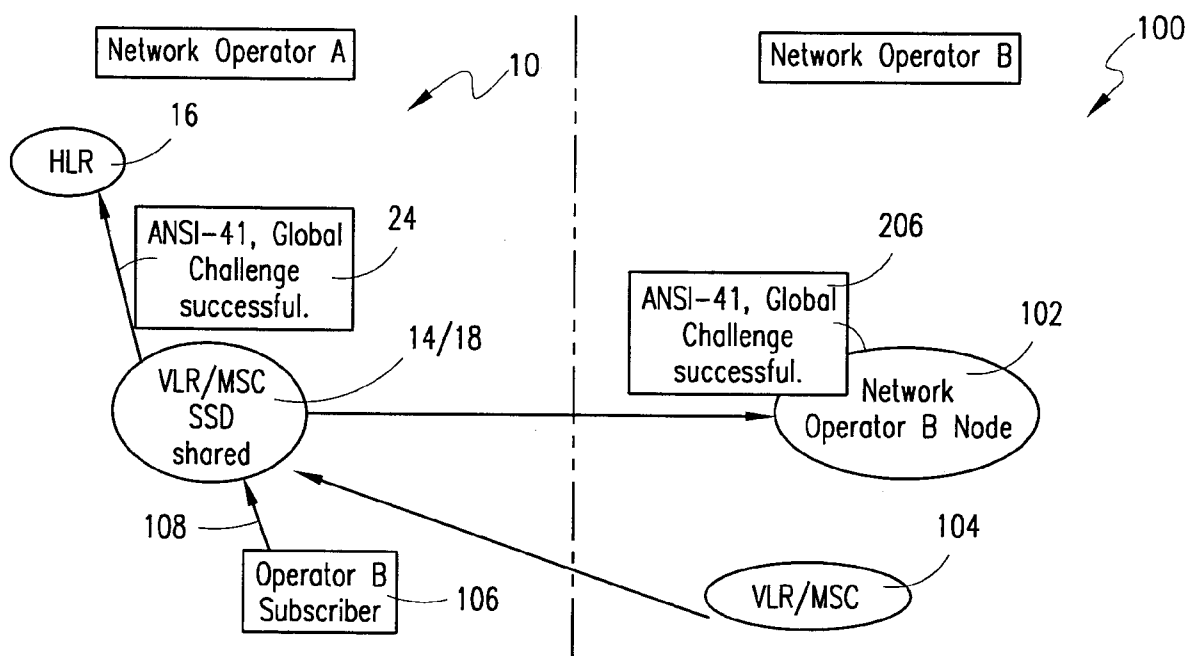 Network Operator A
10
Network Operator B
100
16
HLR
ANSI-41, Global
Challenge
successful.
24
206
ANSI-41, Global
Challenge
successful.
102
14/18
VLR/MSC
SSD
shared
Network
Operator B Node
108
Operator B
Subscriber
106
104
VLR/MSC